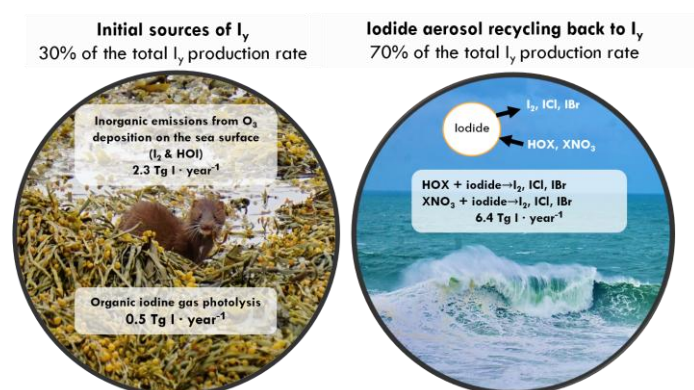 Initial sources of Iy
30% of the total Iy production rate
Inorganic emissions from O3
deposition on the sea surface
(I2 & HOI)
2.3 Tg I · year-1
Organic iodine gas photolysis
0.5 Tg I · year-1
Iodide aerosol recycling back to Iy
70% of the total Iy production rate
I2, ICl, IBr
Iodide
HOX, XNO3
HOX + iodide→I2, ICl, IBr
XNO3 + iodide→I2, ICl, IBr
6.4 Tg I · year-1